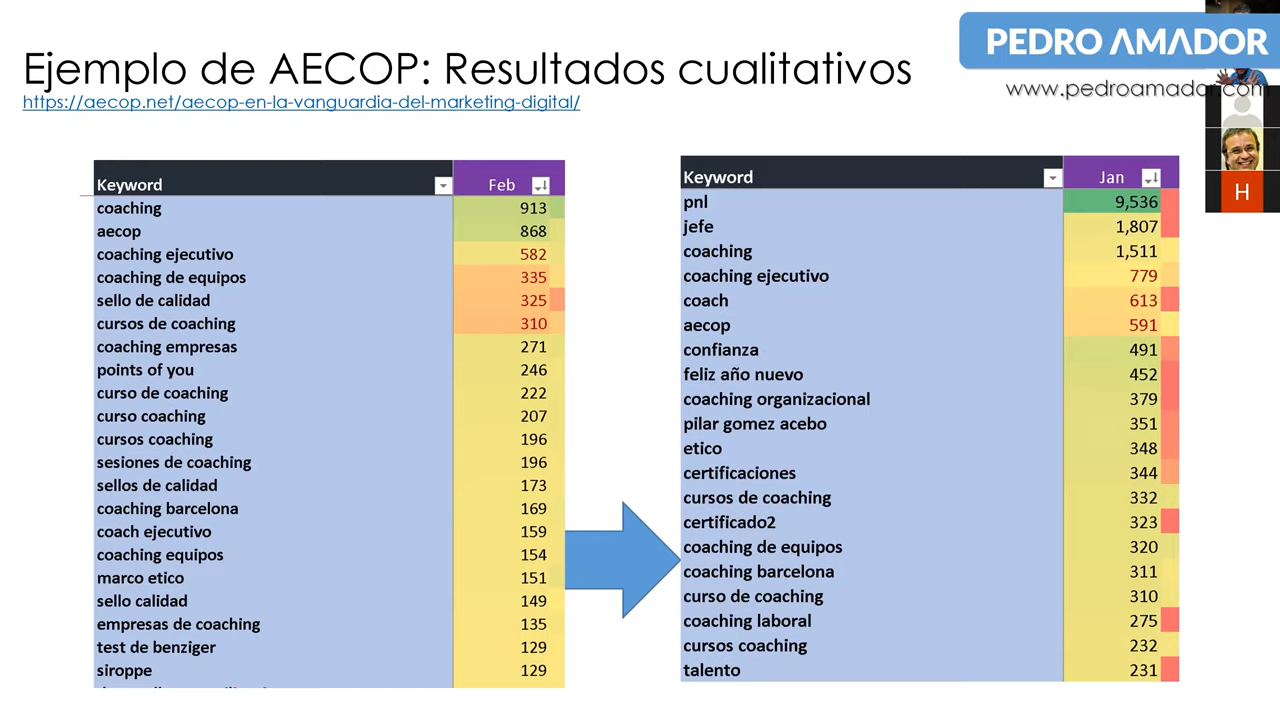 PEDRO AMADOR
Ejemplo de AECOP: Resultados cualitativos
www.pedroamador.com
https://aecop.net/aecop-en-la-vanguardia-del-marketing-digital/
Keyword Feb
coaching 913
aecop 868
coaching ejecutivo 582
coaching de equipos 335
sello de calidad 325
cursos de coaching 310
coaching empresas 271
points of you 246
curso de coaching 222
curso coaching 207
cursos coaching 196
sesiones de coaching 196
sellos de calidad 173
coaching barcelona 169
coach ejecutivo 159
coaching equipos 154
marco etico 151
sello calidad 149
empresas de coaching 135
test de benziger 129
siroppe 129
Keyword Jan
pnl 9,536
jefe 1,807
coaching 1,511
coaching ejecutivo 779
coach 613
aecop 591
confianza 491
feliz año nuevo 452
coaching organizacional 379
pilar gomez acebo 351
etico 348
certificaciones 344
cursos de coaching 332
certificado2 323
coaching de equipos 320
coaching barcelona 311
curso de coaching 310
coaching laboral 275
cursos coaching 232
talento 231
H